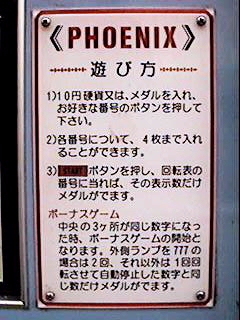 《PHOENIX》
遊び方
1)10円硬貨又は、メダルを入れ、
お好きな番号のボタンを押して
下さい。
2)各番号について、4枚まで入れ
ることができます。
3)STARTボタンを押し、回転表の
番号に当れば、その表示数だけ
メダルがでます。
ボーナスゲーム
中央の3ヶ所が同じ数字になっ
た時、ボーナスゲームの開始と
なります。外側ランプを777の
場合は2回、それ以外は1回回
転させて自動停止した数字と同
じ数だけメダルがでます。